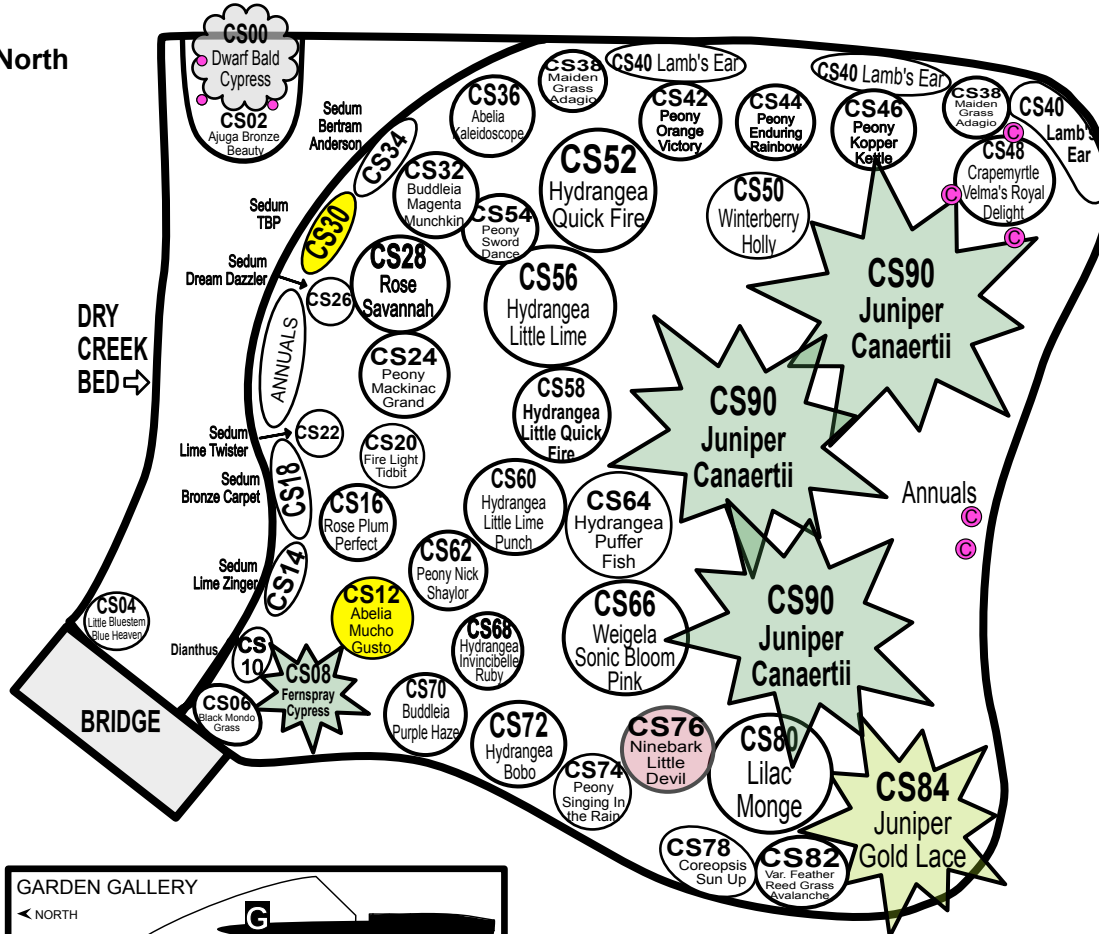 North
CS00
Dwarf Bald
Cypress
CS02
Ajuga Bronze
Beauty
Sedum
Bertram
Anderson
CS34
CS36
Abelia
Kaleidoscope
CS38
Maiden
Grass
Adagio
CS40 Lamb's Ear
CS42
Peony
Orange
Victory
CS44
Peony
Enduring
Rainbow
CS40 Lamb's Ear
CS46
Peony
Kopper
Kettle
CS38
Maiden
Grass
Adagio
CS40
Lamb's
Ear
C
CS48
Crapemyrtle
Velma's Royal
Delight
C
C
CS32
Buddleia
Magenta
Munchkin
CS52
Hydrangea
Quick Fire
CS50
Winterberry
Holly
Sedum
TBP
CS30
CS54
Peony
Sword
Dance
Sedum
Dream Dazzler
CS26
CS28
Rose
Savannah
CS56
Hydrangea
Little Lime
CS90
Juniper
Canaertii
DRY
CREEK
BED
ANNUALS
CS24
Peony
Mackinac
Grand
CS58
Hydrangea
Little Quick
Fire
CS90
Juniper
Canaertii
Sedum
Lime Twister
CS22
CS20
Fire Light
Tidbit
Sedum
Bronze Carpet
CS18
CS16
Rose Plum
Perfect
CS60
Hydrangea
Little Lime
Punch
CS64
Hydrangea
Puffer
Fish
Annuals
C
C
Sedum
Lime Zinger
CS14
CS62
Peony Nick
Shaylor
CS04
Little Bluestem
Blue Heaven
CS12
Abelia
Mucho
Gusto
CS66
Weigela
Sonic Bloom
Pink
CS90
Juniper
Canaertii
Dianthus
CS
10
CS68
Hydrangea
Invincibelle
Ruby
CS08
Fernspray
Cypress
CS06
Black Mondo
Grass
BRIDGE
CS70
Buddleia
Purple Haze
CS72
Hydrangea
Bobo
CS76
Ninebark
Little
Devil
CS80
Lilac
Monge
CS74
Peony
Singing In
the Rain
CS84
Juniper
Gold Lace
CS78
Coreopsis
Sun Up
CS82
Var. Feather
Reed Grass
Avalanche
GARDEN GALLERY
NORTH
G